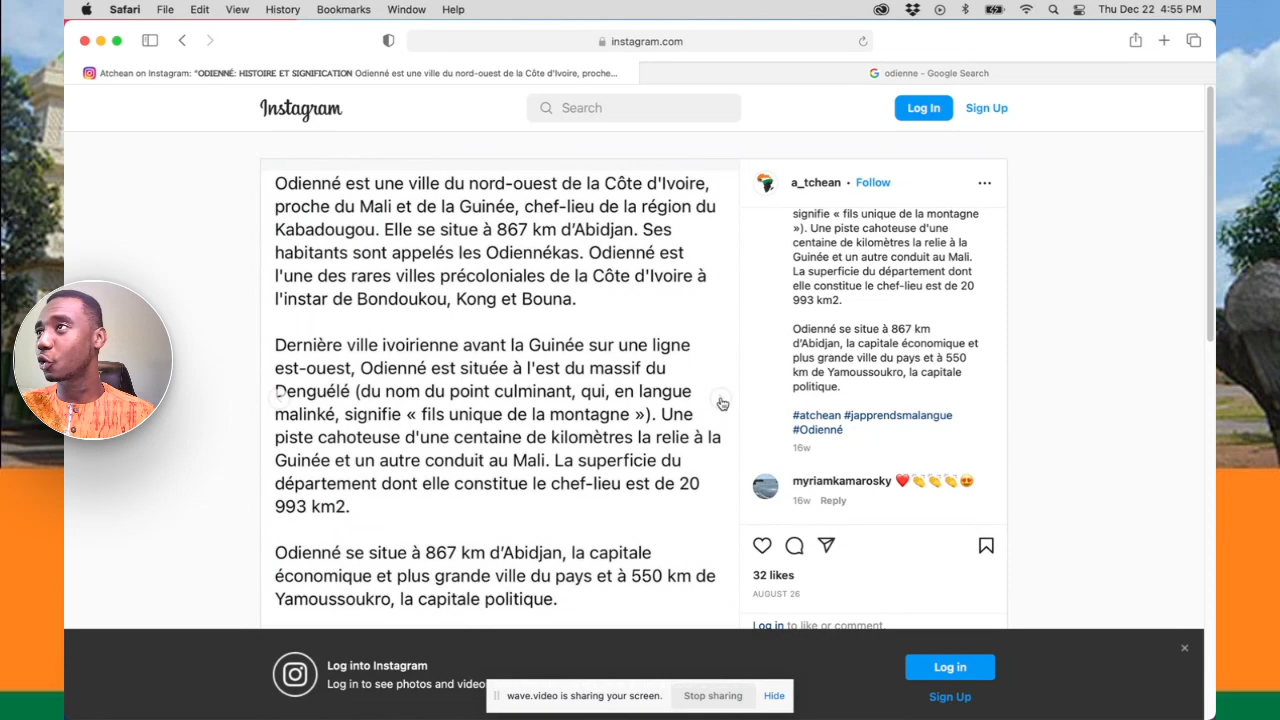 Safari File Edit View History Bookmarks Window Help Thu Dec 22 4:55 PM
instagram.com
Atchean on Instagram: "ODIENNÉ: HISTOIRE ET SIGNIFICATION Odienné est une ville du nord-ouest de la Côte d'Ivoire, proche...
odienne - Google Search
Instagram
Search
Log In Sign Up
Odienné est une ville du nord-ouest de la Côte d'Ivoire,
proche du Mali et de la Guinée, chef-lieu de la région du
Kabadougou. Elle se situe à 867 km d'Abidjan. Ses
habitants sont appelés les Odiennékas. Odienné est
l'une des rares villes précoloniales de la Côte d'Ivoire à
l'instar de Bondoukou, Kong et Bouna.
Dernière ville ivoirienne avant la Guinée sur une ligne
est-ouest, Odienné est située à l'est du massif du
Denguélé (du nom du point culminant, qui, en langue
malinké, signifie « fils unique de la montagne »). Une
piste cahoteuse d'une centaine de kilomètres la relie à la
Guinée et un autre conduit au Mali. La superficie du
département dont elle constitue le chef-lieu est de 20
993 km2.
Odienné se situe à 867 km d'Abidjan, la capitale
économique et plus grande ville du pays et à 550 km de
Yamoussoukro, la capitale politique.
a_tchean • Follow
signifie « fils unique de la montagne
»). Une piste cahoteuse d'une
centaine de kilomètres la relie à la
Guinée et un autre conduit au Mali.
La superficie du département dont
elle constitue le chef-lieu est de 20
993 km2.
Odienné se situe à 867 km
d'Abidjan, la capitale économique et
plus grande ville du pays et à 550
km de Yamoussoukro, la capitale
politique.
#atchean #japprendsmalangue
#Odienné
16w
myriamkamarosky ❤️👏👏👏😍
16w Reply
32 likes
AUGUST 26
Log in to like or comment.
Log into Instagram
Log in to see photos and video
Log in
Sign Up
wave.video is sharing your screen. Stop sharing Hide